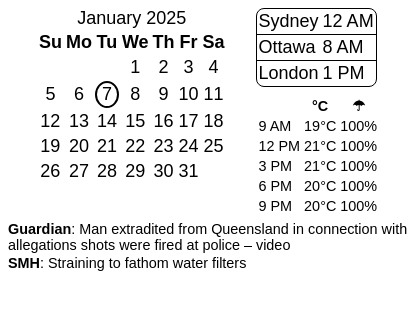 January 2025
Su Mo Tu We Th Fr Sa
1 2 3 4
5 6 7 8 9 10 11
12 13 14 15 16 17 18
19 20 21 22 23 24 25
26 27 28 29 30 31
Sydney 12 AM
Ottawa 8 AM
London 1 PM
°C ☂
9 AM 19°C 100%
12 PM 21°C 100%
3 PM 21°C 100%
6 PM 20°C 100%
9 PM 20°C 100%
Guardian: Man extradited from Queensland in connection with
allegations shots were fired at police – video
SMH: Straining to fathom water filters